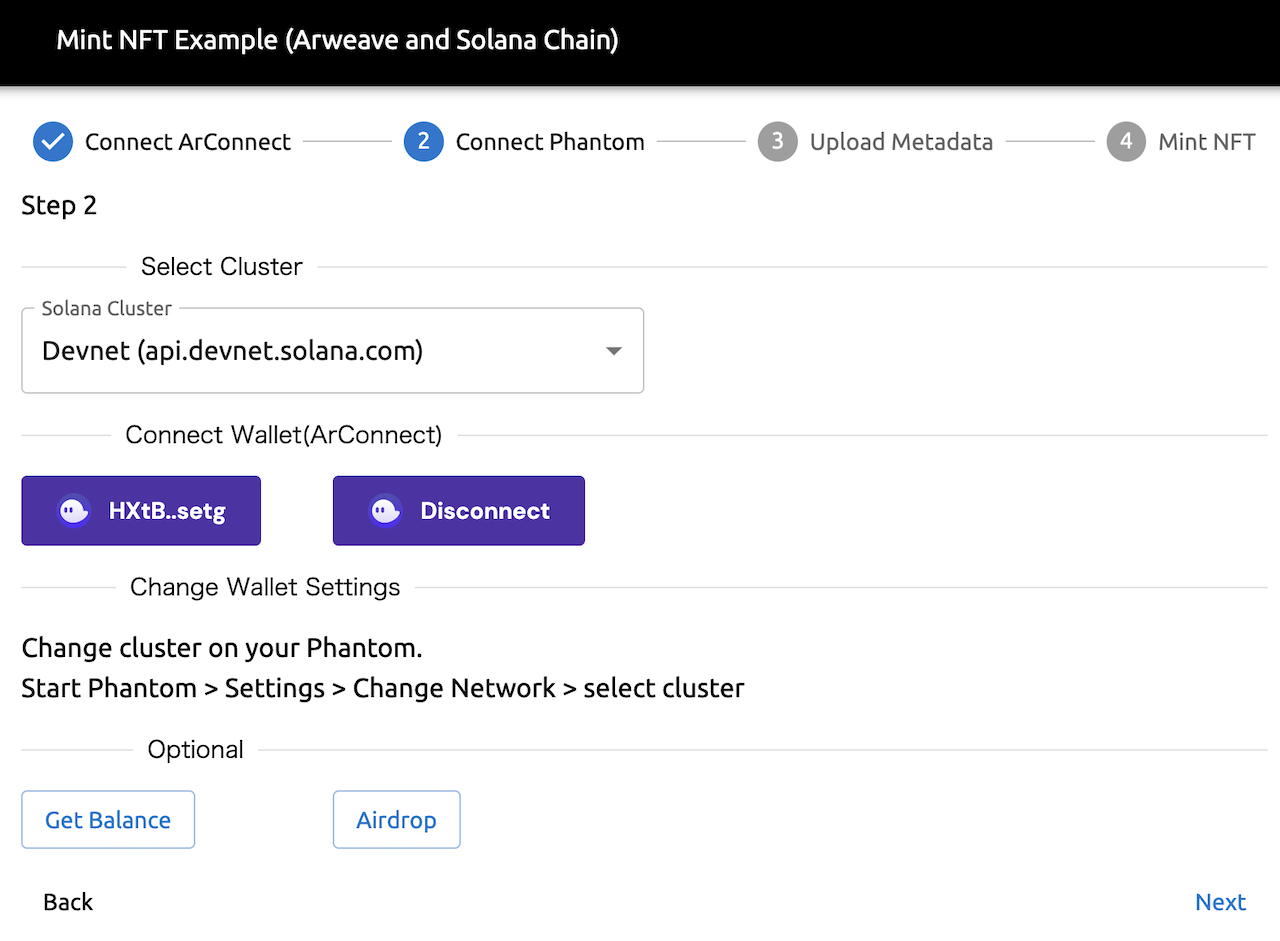 Mint NFT Example (Arweave and Solana Chain)
Connect ArConnect 2 Connect Phantom 3 Upload Metadata 4 Mint NFT
Step 2
Select Cluster
Solana Cluster
Devnet (api.devnet.solana.com)
Connect Wallet(ArConnect)
HXtB..setg Disconnect
Change Wallet Settings
Change cluster on your Phantom.
Start Phantom > Settings > Change Network > select cluster
Optional
Get Balance Airdrop
Back Next